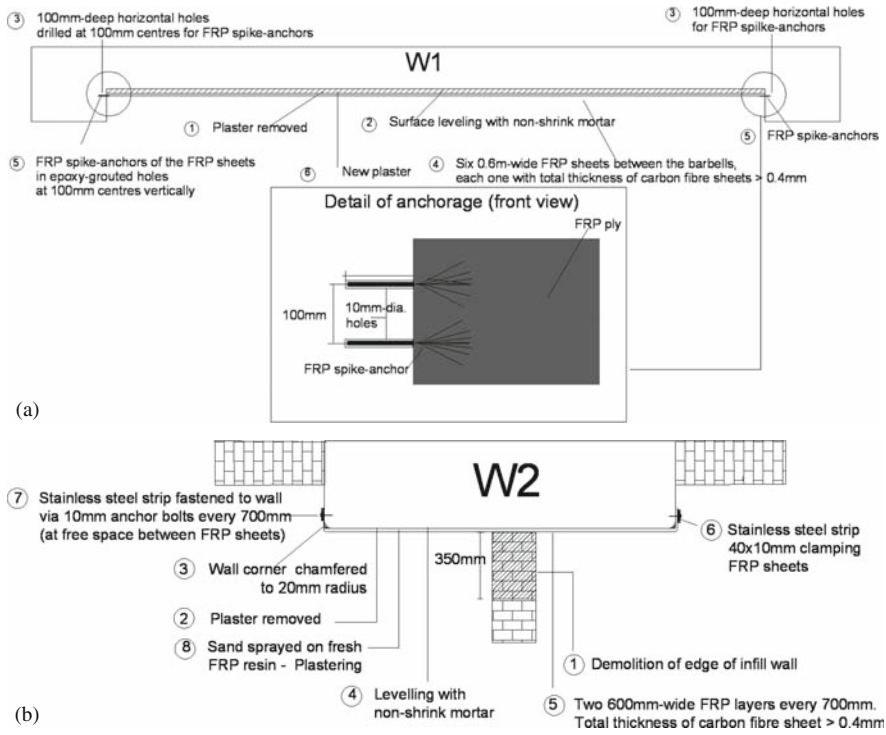 ③ 100mm-deep horizontal holes
drilled at 100mm centres for FRP spike-anchors
③ 100mm-deep horizontal holes
for FRP spilke-anchors
W1
① Plaster removed
② Surface leveling with non-shrink mortar
⑤ FRP spike-anchors
⑤ FRP spike-anchors of the FRP sheets
in epoxy-grouted holes
at 100mm centres vertically
⑥ New plaster
④ Six 0.6m-wide FRP sheets between the barbells,
each one with total thickness of carbon fibre sheets > 0.4mm
Detail of anchorage (front view)
FRP ply
100mm
10mm-dia.
holes
FRP spike-anchor
(a)
W2
⑦ Stainless steel strip fastened to wall
via 10mm anchor bolts every 700mm
(at free space between FRP sheets)
⑥ Stainless steel strip
40x10mm clamping
FRP sheets
350mm
③ Wall corner chamfered
to 20mm radius
② Plaster removed
⑧ Sand sprayed on fresh
FRP resin - Plastering
① Demolition of edge of infill wall
④ Levelling with
non-shrink mortar
⑤ Two 600mm-wide FRP layers every 700mm.
Total thickness of carbon fibre sheet > 0.4mm
(b)